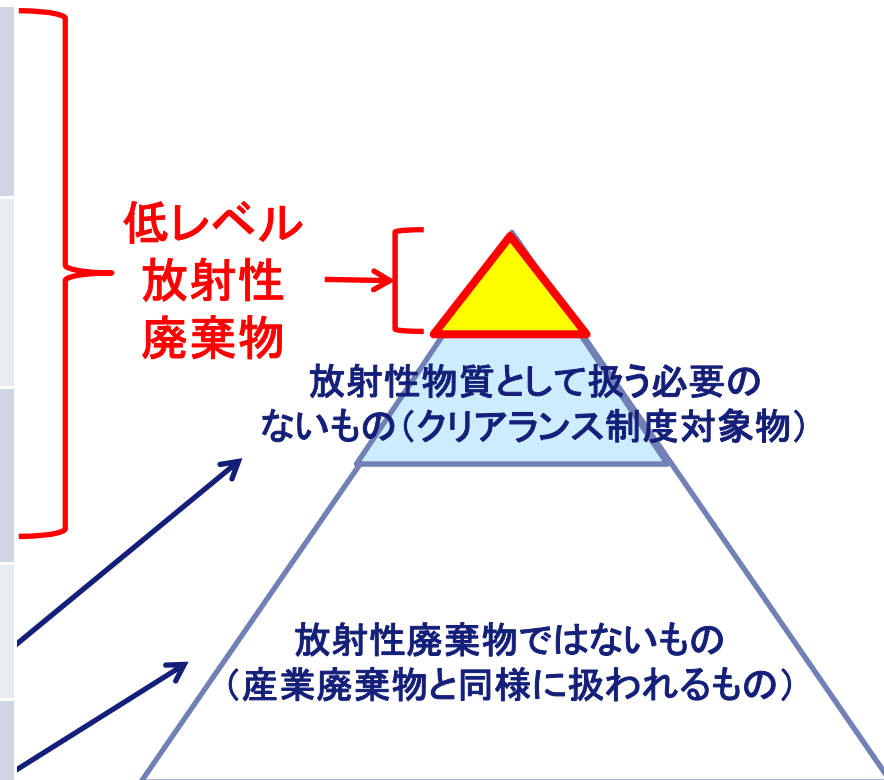 低レベル
放射性
廃棄物
放射性物質として扱う必要の
ないもの（クリアランス制度対象物）
放射性廃棄物ではないもの
（産業廃棄物と同様に扱われるもの）